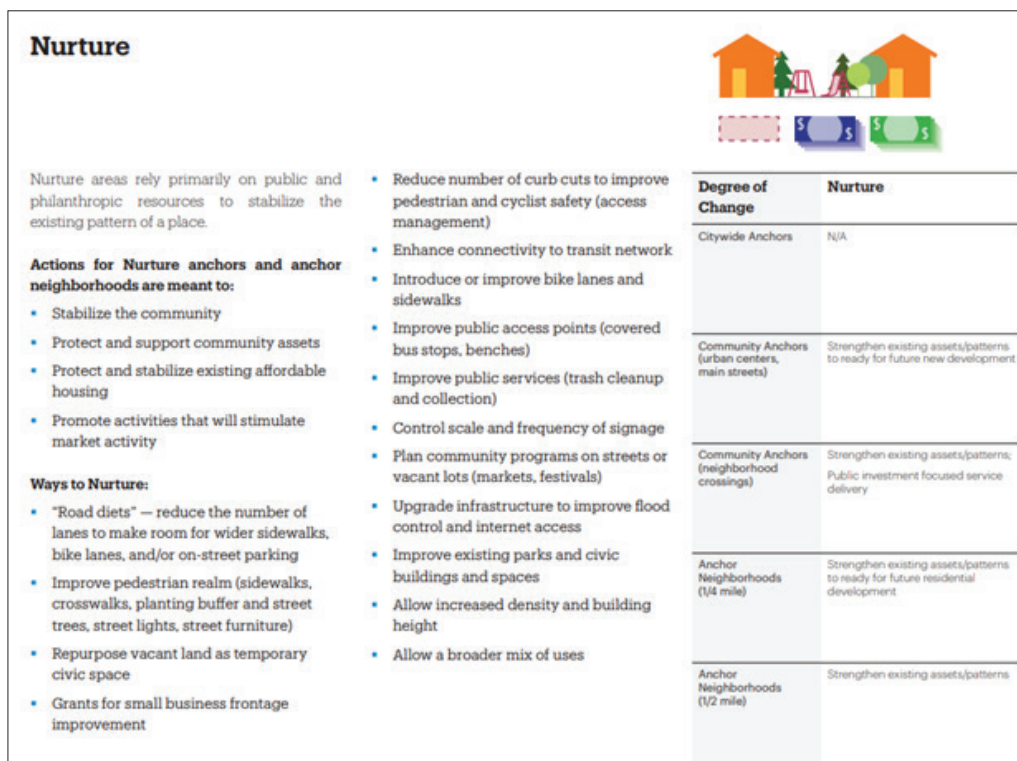 Nurture
$ $ $ $
Nurture areas rely primarily on public and
philanthropic resources to stabilize the
existing pattern of a place.
Actions for Nurture anchors and anchor
neighborhoods are meant to:
▪ Stabilize the community
▪ Protect and support community assets
▪ Protect and stabilize existing affordable
housing
▪ Promote activities that will stimulate
market activity
Ways to Nurture:
▪ "Road diets" — reduce the number of
lanes to make room for wider sidewalks,
bike lanes, and/or on-street parking
▪ Improve pedestrian realm (sidewalks,
crosswalks, planting buffer and street
trees, street lights, street furniture)
▪ Repurpose vacant land as temporary
civic space
▪ Grants for small business frontage
improvement
▪ Reduce number of curb cuts to improve
pedestrian and cyclist safety (access
management)
▪ Enhance connectivity to transit network
▪ Introduce or improve bike lanes and
sidewalks
▪ Improve public access points (covered
bus stops, benches)
▪ Improve public services (trash cleanup
and collection)
▪ Control scale and frequency of signage
▪ Plan community programs on streets or
vacant lots (markets, festivals)
▪ Upgrade infrastructure to improve flood
control and internet access
▪ Improve existing parks and civic
buildings and spaces
▪ Allow increased density and building
height
▪ Allow a broader mix of uses
Degree of
Change
Nurture
Citywide Anchors
N/A
Community Anchors
(urban centers,
main streets)
Strengthen existing assets/patterns
to ready for future new development
Community Anchors
(neighborhood
crossings)
Strengthen existing assets/patterns;
Public investment focused service
delivery
Anchor
Neighborhoods
(1/4 mile)
Strengthen existing assets/patterns
to ready for future residential
development
Anchor
Neighborhoods
(1/2 mile)
Strengthen existing assets/patterns